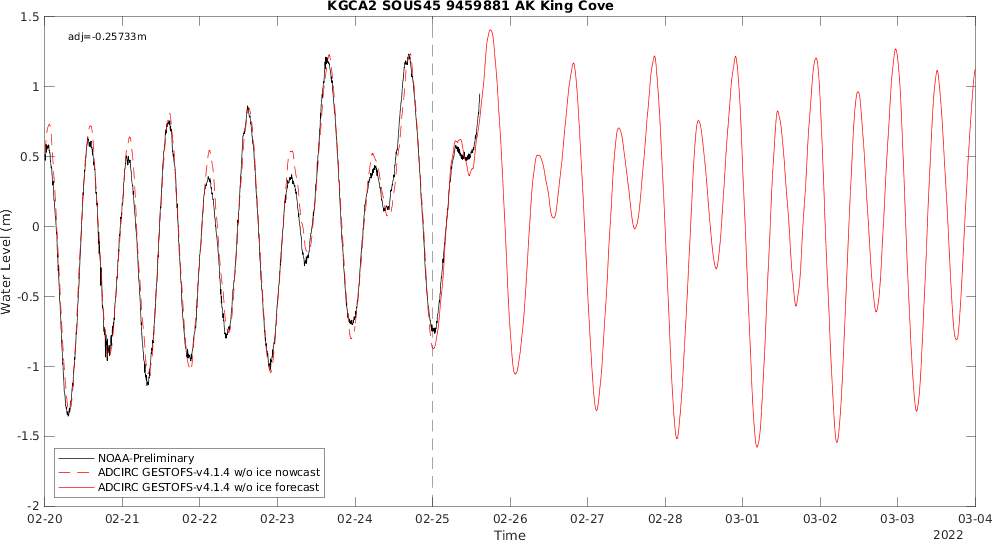 KGCA2 SOUS45 9459881 AK King Cove
adj=-0.25733m
1.5
1
0.5
0
-0.5
-1
-1.5
-2
Water Level (m)
NOAA-Preliminary
ADCIRC GESTOFS-v4.1.4 w/o ice nowcast
ADCIRC GESTOFS-v4.1.4 w/o ice forecast
02-20 02-21 02-22 02-23 02-24 02-25 02-26 02-27 02-28 03-01 03-02 03-03 03-04
Time
2022